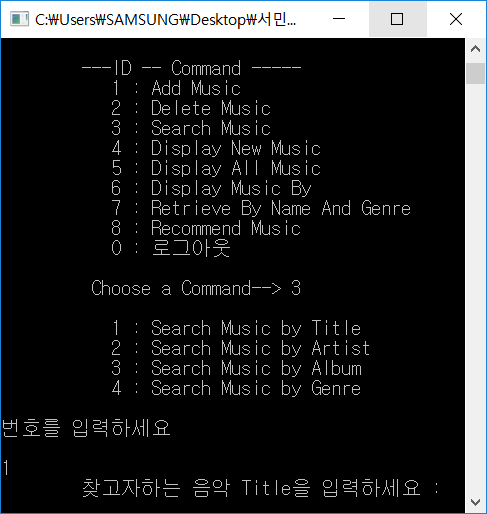 C:₩Users₩SAMSUNG₩Desktop₩서민...
---ID -- Command -----
1 : Add Music
2 : Delete Music
3 : Search Music
4 : Display New Music
5 : Display All Music
6 : Display Music By
7 : Retrieve By Name And Genre
8 : Recommend Music
0 : 로그아웃
Choose a Command--> 3
1 : Search Music by Title
2 : Search Music by Artist
3 : Search Music by Album
4 : Search Music by Genre
번호를 입력하세요
1
찾고자하는 음악 Title을 입력하세요 :